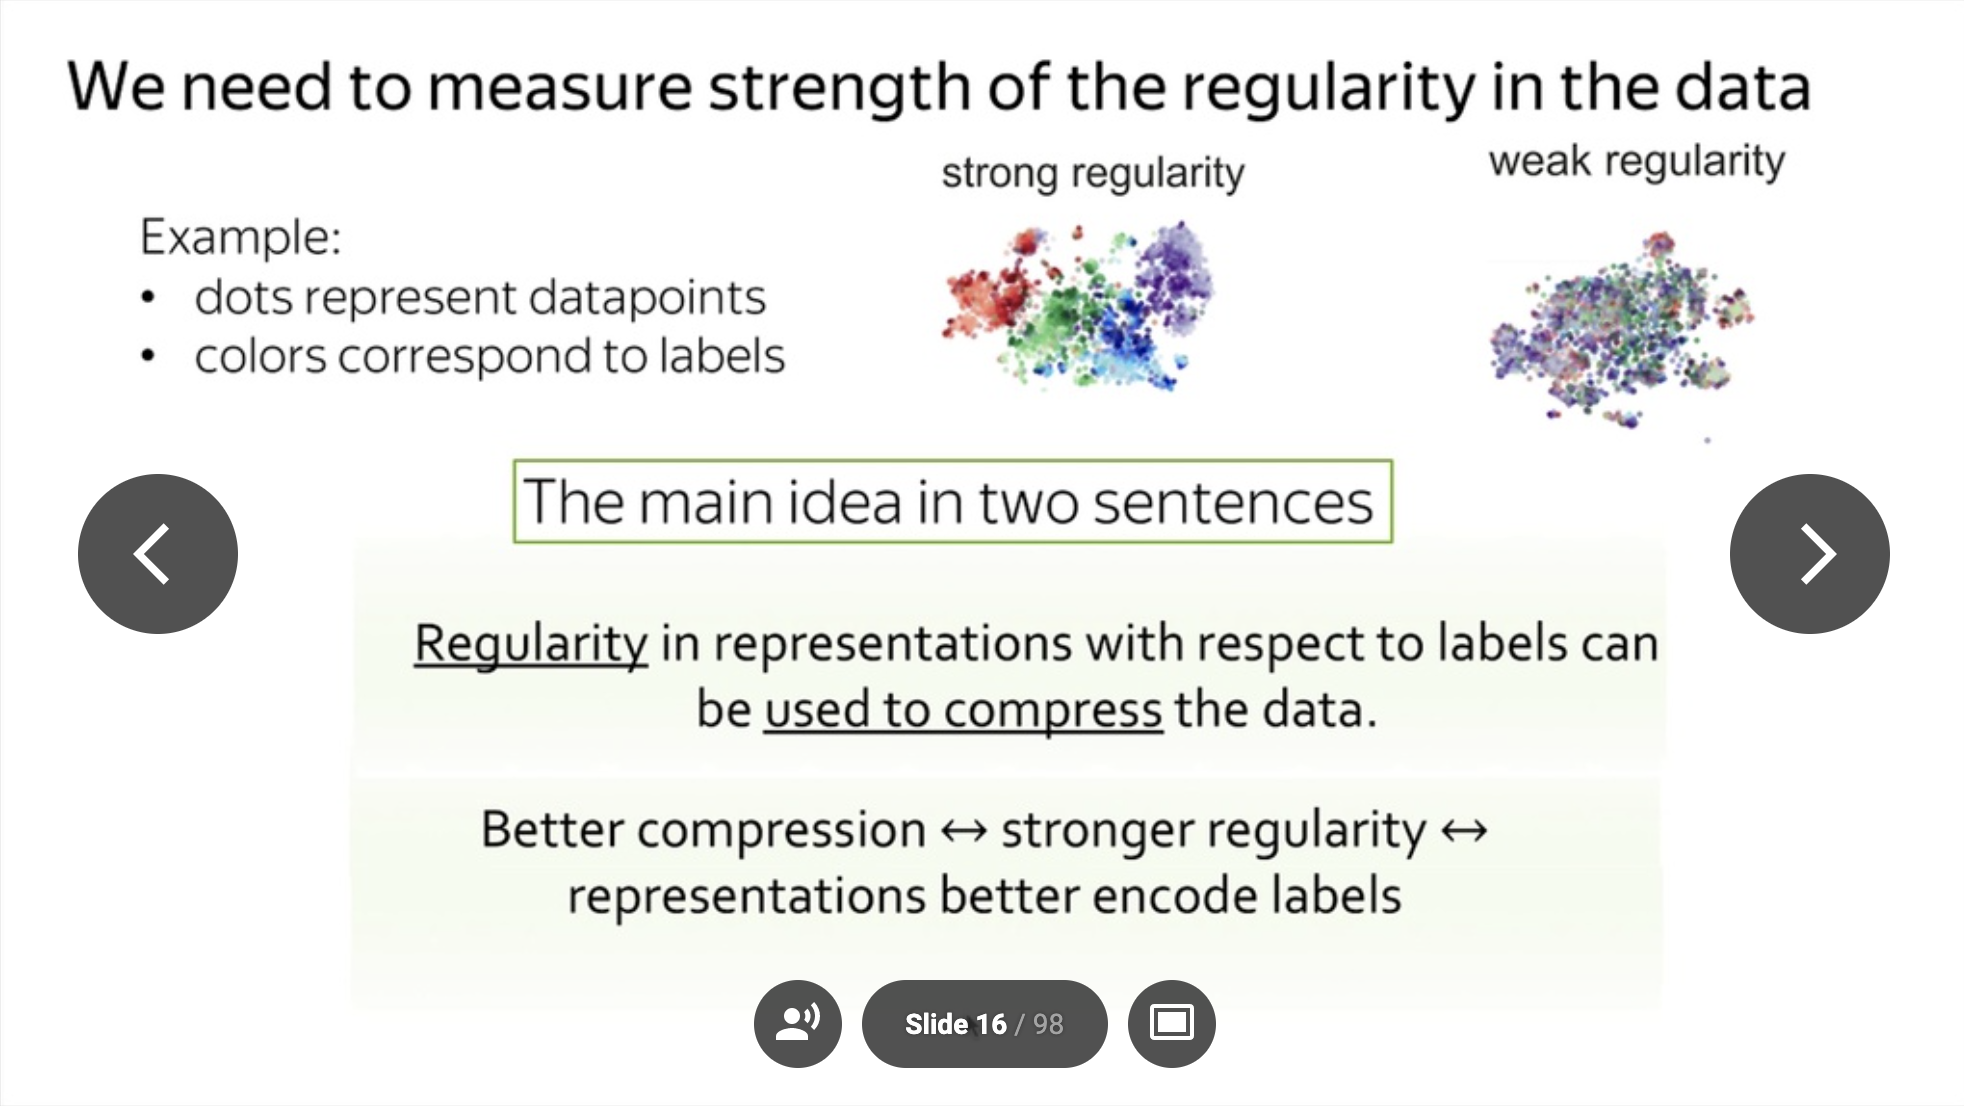 We need to measure strength of the regularity in the data
strong regularity
weak regularity
Example:
• dots represent datapoints
• colors correspond to labels
The main idea in two sentences
Regularity in representations with respect to labels can
be used to compress the data.
Better compression ↔ stronger regularity ↔
representations better encode labels
Slide 16 / 98